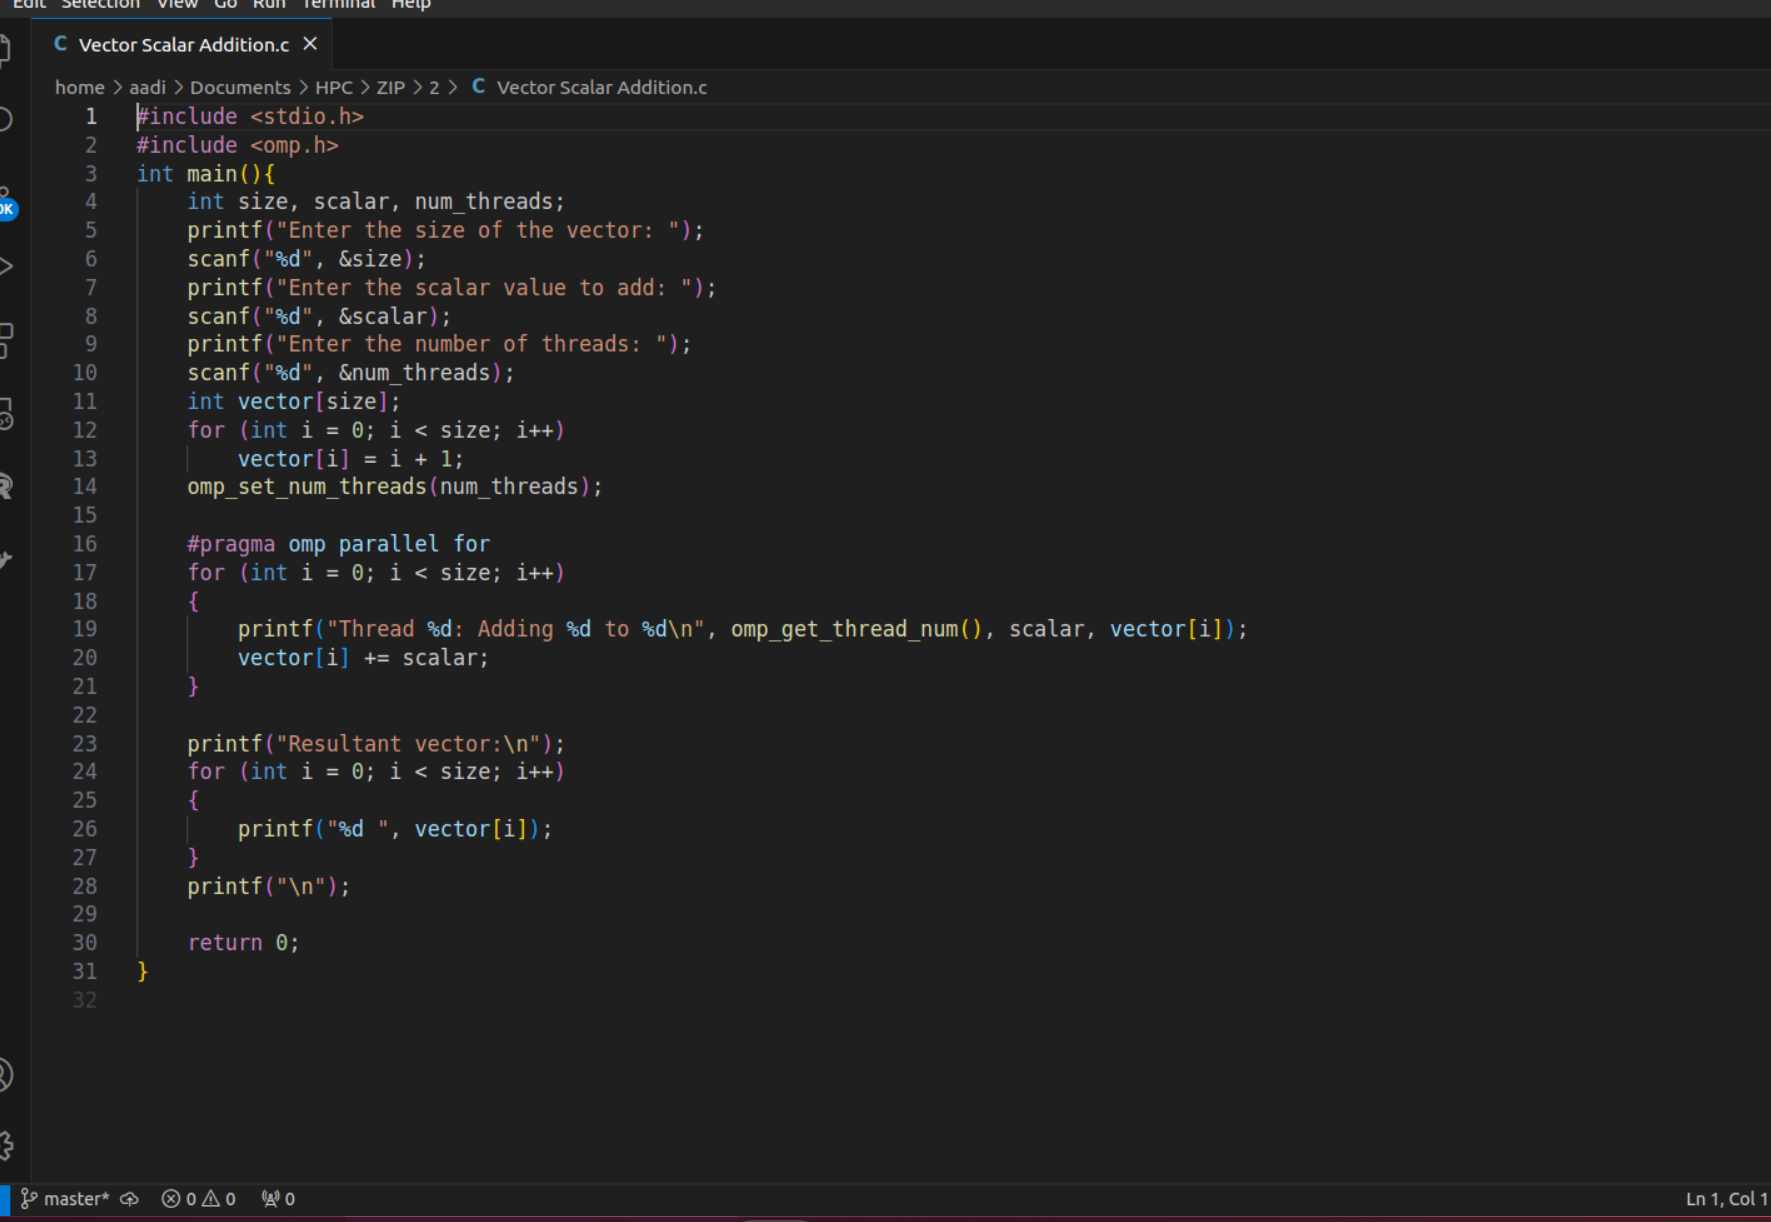 Edit Selection View Go Run Terminal Help
C Vector Scalar Addition.c ×
home > aadi > Documents > HPC > ZIP > 2 > C Vector Scalar Addition.c
1 #include <stdio.h>
2 #include <omp.h>
3 int main(){
4     int size, scalar, num_threads;
5     printf("Enter the size of the vector: ");
6     scanf("%d", &size);
7     printf("Enter the scalar value to add: ");
8     scanf("%d", &scalar);
9     printf("Enter the number of threads: ");
10     scanf("%d", &num_threads);
11     int vector[size];
12     for (int i = 0; i < size; i++)
13         vector[i] = i + 1;
14     omp_set_num_threads(num_threads);
15
16     #pragma omp parallel for
17     for (int i = 0; i < size; i++)
18     {
19         printf("Thread %d: Adding %d to %d\n", omp_get_thread_num(), scalar, vector[i]);
20         vector[i] += scalar;
21     }
22
23     printf("Resultant vector:\n");
24     for (int i = 0; i < size; i++)
25     {
26         printf("%d ", vector[i]);
27     }
28     printf("\n");
29
30     return 0;
31 }
32
master* 0 0 0 Ln 1, Col 1